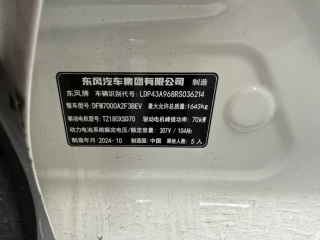 东风汽车集团有限公司 制造
东风牌 车辆识别代号：LDP43A968RS036214
整车型号：DFM7000A2F3BEV 最大允许总质量：1643kg
驱动电机型号：TZ180XSD70 驱动电机峰值功率：70kW
动力电池系统额定电压/额定容量：307V / 104Ah
制造年月：2024-10 制造国：中国 乘坐人数：5人